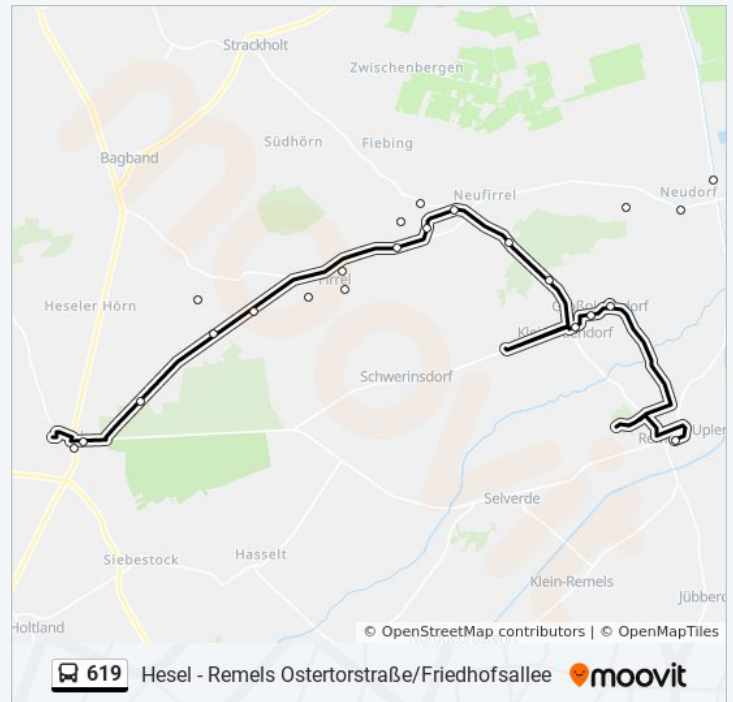 Strackholt
Zwischenbergen
Südhörn
Fiebing
Bagband
Neufirrel
Neudorf
Firrel
Heseler Hörn
Schwerinsdorf
Selverde
Siebestock
Hasselt
Klein-Remels
Holtland
© OpenStreetMap contributors | © OpenMapTiles
619 Hesel - Remels Ostertorstraße/Friedhofsallee moovit